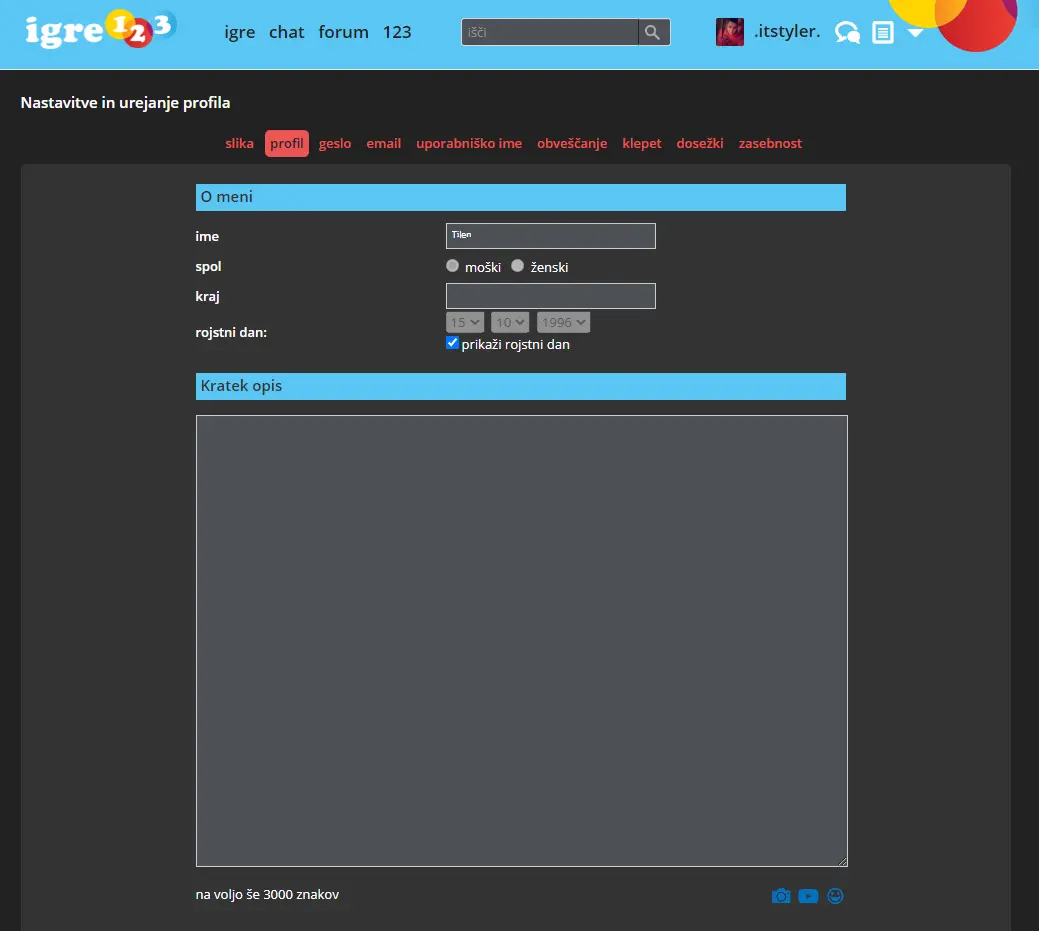 igre 123 igre chat forum 123 išči .itstyler.
Nastavitve in urejanje profila
slika profil geslo email uporabniško ime obveščanje klepet dosežki zasebnost
O meni
ime Tilen
spol moški ženski
kraj
rojstni dan: 15 10 1996
prikaži rojstni dan
Kratek opis
na voljo še 3000 znakov